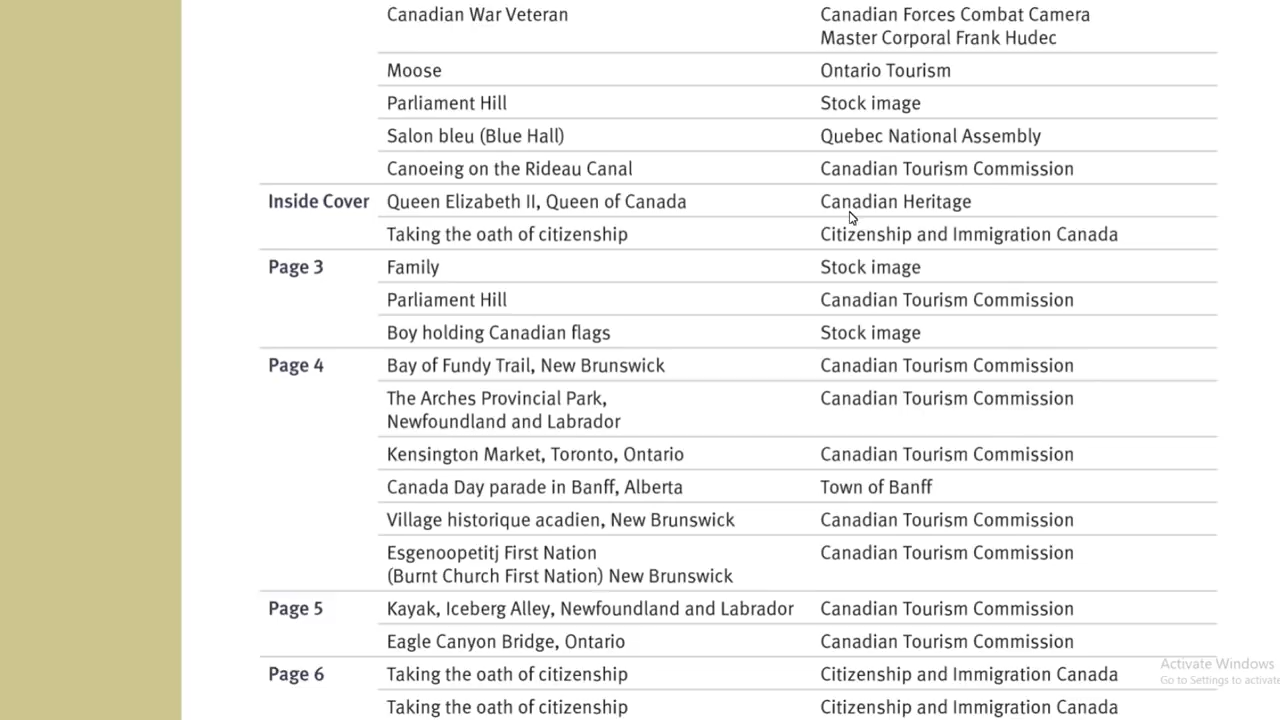 Canadian War Veteran Canadian Forces Combat Camera
Master Corporal Frank Hudec
Moose Ontario Tourism
Parliament Hill Stock image
Salon bleu (Blue Hall) Quebec National Assembly
Canoeing on the Rideau Canal Canadian Tourism Commission
Inside Cover Queen Elizabeth II, Queen of Canada Canadian Heritage
Taking the oath of citizenship Citizenship and Immigration Canada
Page 3 Family Stock image
Parliament Hill Canadian Tourism Commission
Boy holding Canadian flags Stock image
Page 4 Bay of Fundy Trail, New Brunswick Canadian Tourism Commission
The Arches Provincial Park, Canadian Tourism Commission
Newfoundland and Labrador
Kensington Market, Toronto, Ontario Canadian Tourism Commission
Canada Day parade in Banff, Alberta Town of Banff
Village historique acadien, New Brunswick Canadian Tourism Commission
Esgenoopetitj First Nation Canadian Tourism Commission
(Burnt Church First Nation) New Brunswick
Page 5 Kayak, Iceberg Alley, Newfoundland and Labrador Canadian Tourism Commission
Eagle Canyon Bridge, Ontario Canadian Tourism Commission
Page 6 Taking the oath of citizenship Citizenship and Immigration Canada
Taking the oath of citizenship Citizenship and Immigration Canada
Activate Windows
Go to Settings to activate